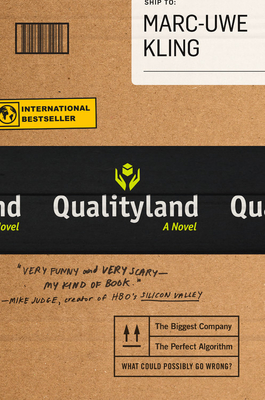 SHIP TO:
MARC-UWE
KLING
INTERNATIONAL
BESTSELLER
nd Qualityland Qua
Novel A Novel
"VERY FUNNY and VERY SCARY—
MY KIND OF BOOK."
—MIKE JUDGE, creator of HBO's SILICON VALLEY
The Biggest Company
The Perfect Algorithm
WHAT COULD POSSIBLY GO WRONG?